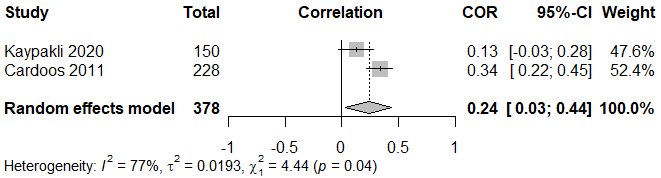 Study Total Correlation COR 95%-CI Weight
Kaypakli 2020 150 0.13 [-0.03; 0.28] 47.6%
Cardoos 2011 228 0.34 [ 0.22; 0.45] 52.4%
Random effects model 378 0.24 [ 0.03; 0.44] 100.0%
-1 -0.5 0 0.5 1
Heterogeneity: I² = 77%, τ² = 0.0193, χ²₁ = 4.44 (p = 0.04)